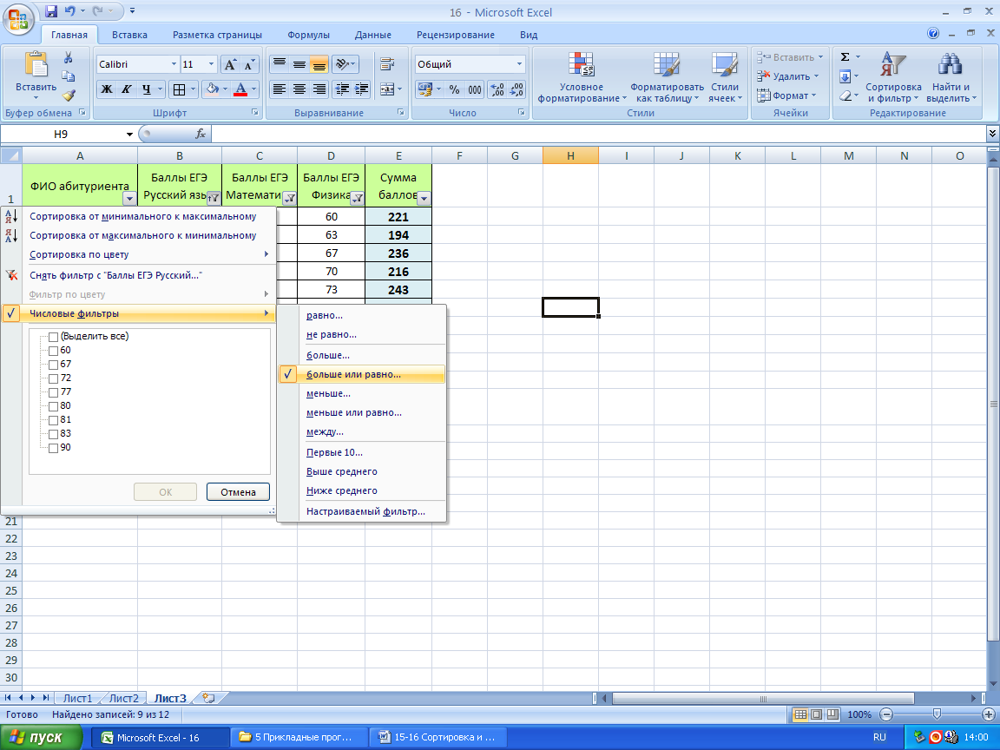 16 - Microsoft Excel
Главная Вставка Разметка страницы Формулы Данные Рецензирование Вид
Вставить
Calibri 11
Ж К Ч
Общий
% 000
Условное форматирование
Форматировать как таблицу
Стили ячеек
Вставить
Удалить
Формат
Σ
Сортировка и фильтр
Найти и выделить
Буфер обмена Шрифт Выравнивание Число Стили Ячейки Редактирование
H9 fx
A B C D E F G H I J K L M N O
1
ФИО абитуриента
Баллы ЕГЭ Русский язы
Баллы ЕГЭ Математи
Баллы ЕГЭ Физика
Сумма баллов
60 221
63 194
67 236
70 216
73 243
Сортировка от минимального к максимальному
Сортировка от максимального к минимальному
Сортировка по цвету
Снять фильтр с "Баллы ЕГЭ Русский..."
Фильтр по цвету
Числовые фильтры
(Выделить все)
60
67
72
77
80
81
83
90
ОК Отмена
равно...
не равно...
больше...
больше или равно...
меньше...
меньше или равно...
между...
Первые 10...
Выше среднего
Ниже среднего
Настраиваемый фильтр...
21
22
23
24
25
26
27
28
29
30
Лист1 Лист2 Лист3
Готово Найдено записей: 9 из 12 100%
пуск Microsoft Excel - 16 5 Прикладные прог... 15-16 Сортировка и ... RU 14:00